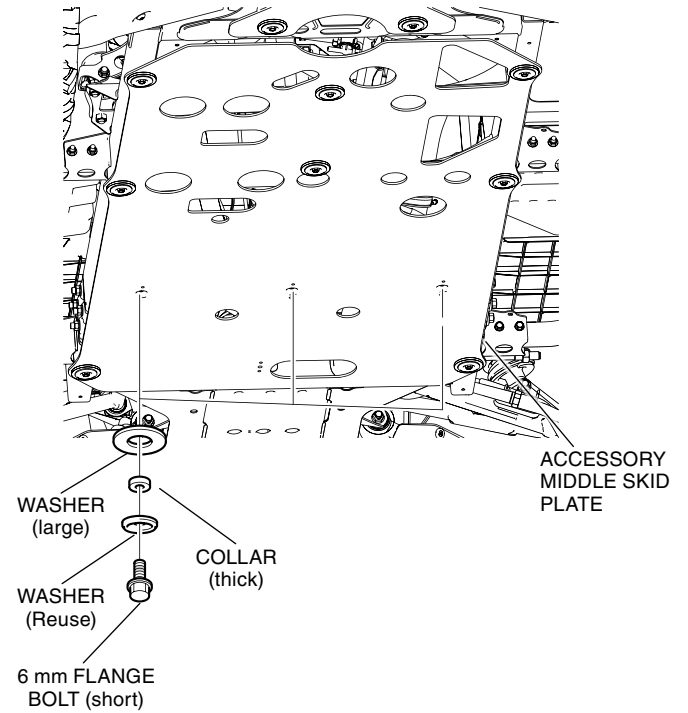 ACCESSORY
MIDDLE SKID
PLATE
WASHER
(large)
COLLAR
(thick)
WASHER
(Reuse)
6 mm FLANGE
BOLT (short)